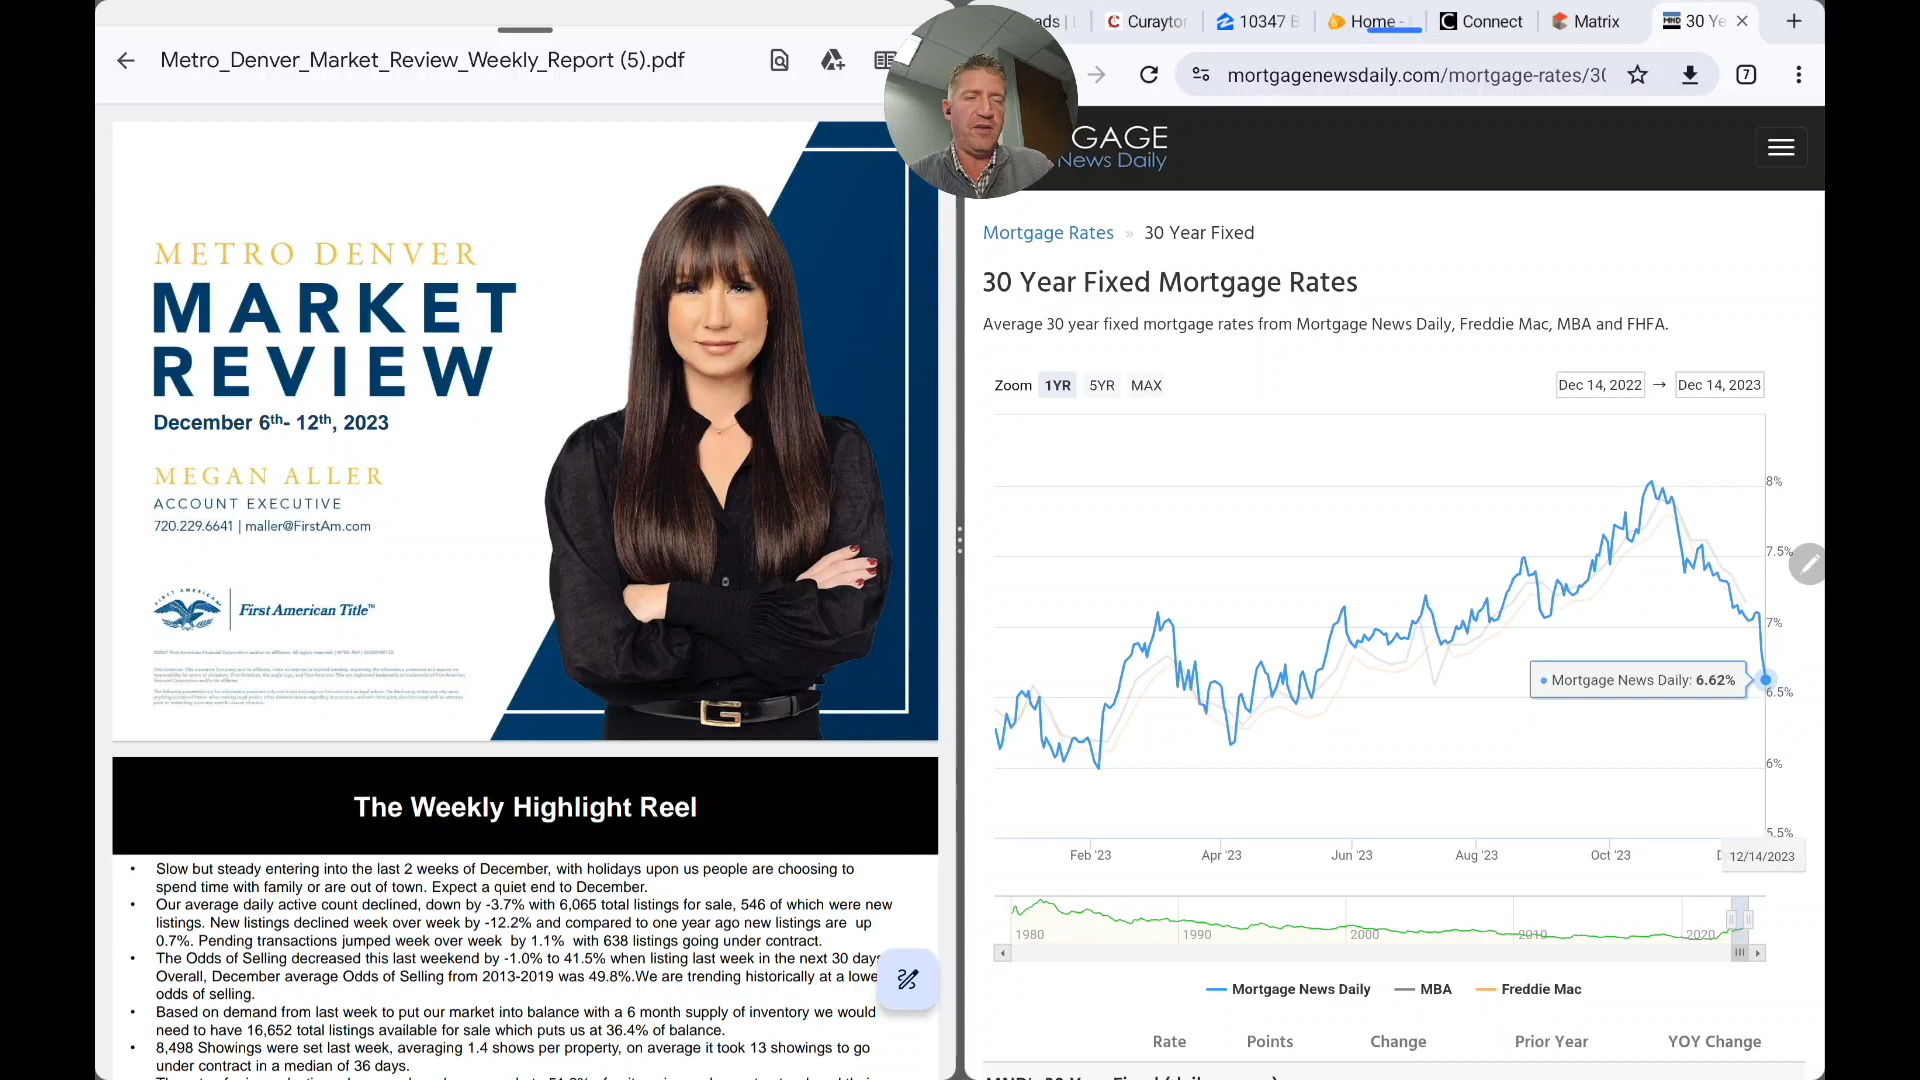 Metro_Denver_Market_Review_Weekly_Report (5).pdf
METRO DENVER
MARKET
REVIEW
December 6th- 12th, 2023
MEGAN ALLER
ACCOUNT EXECUTIVE
720.229.6641 | maller@FirstAm.com
FIRST AMERICAN
First American Title™
The Weekly Highlight Reel
• Slow but steady entering into the last 2 weeks of December, with holidays upon us people are choosing to
spend time with family or are out of town. Expect a quiet end to December.
• Our average daily active count declined, down by -3.7% with 6,065 total listings for sale, 546 of which were new
listings. New listings declined week over week by -12.2% and compared to one year ago new listings are up
0.7%. Pending transactions jumped week over week by 1.1% with 638 listings going under contract.
• The Odds of Selling decreased this last weekend by -1.0% to 41.5% when listing last week in the next 30 days
Overall, December average Odds of Selling from 2013-2019 was 49.8%.We are trending historically at a lowe
odds of selling.
• Based on demand from last week to put our market into balance with a 6 month supply of inventory we would
need to have 16,652 total listings available for sale which puts us at 36.4% of balance.
• 8,498 Showings were set last week, averaging 1.4 shows per property, on average it took 13 showings to go
under contract in a median of 36 days.
ads | L
Curaytor
10347 B
Home -
Connect
Matrix
MND 30 Ye
mortgagenewsdaily.com/mortgage-rates/30
7
GAGE
News Daily
Mortgage Rates » 30 Year Fixed
30 Year Fixed Mortgage Rates
Average 30 year fixed mortgage rates from Mortgage News Daily, Freddie Mac, MBA and FHFA.
Zoom 1YR 5YR MAX
Dec 14, 2022 → Dec 14, 2023
8%
7.5%
7%
Mortgage News Daily: 6.62%
6.5%
6%
5.5%
Feb '23 Apr '23 Jun '23 Aug '23 Oct '23 D
12/14/2023
1980 1990 2000 2010 2020
Mortgage News Daily MBA Freddie Mac
Rate Points Change Prior Year YOY Change